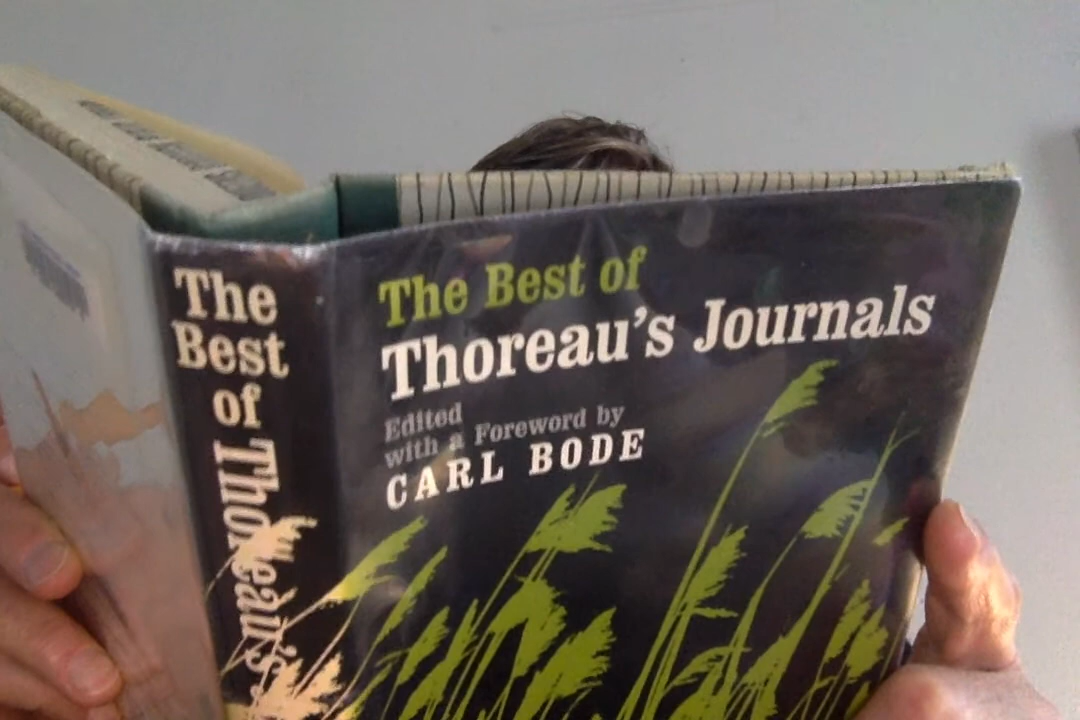 The
Best
of
Thoreau's
The Best of
Thoreau's Journals
Edited
with a Foreword by
CARL BODE